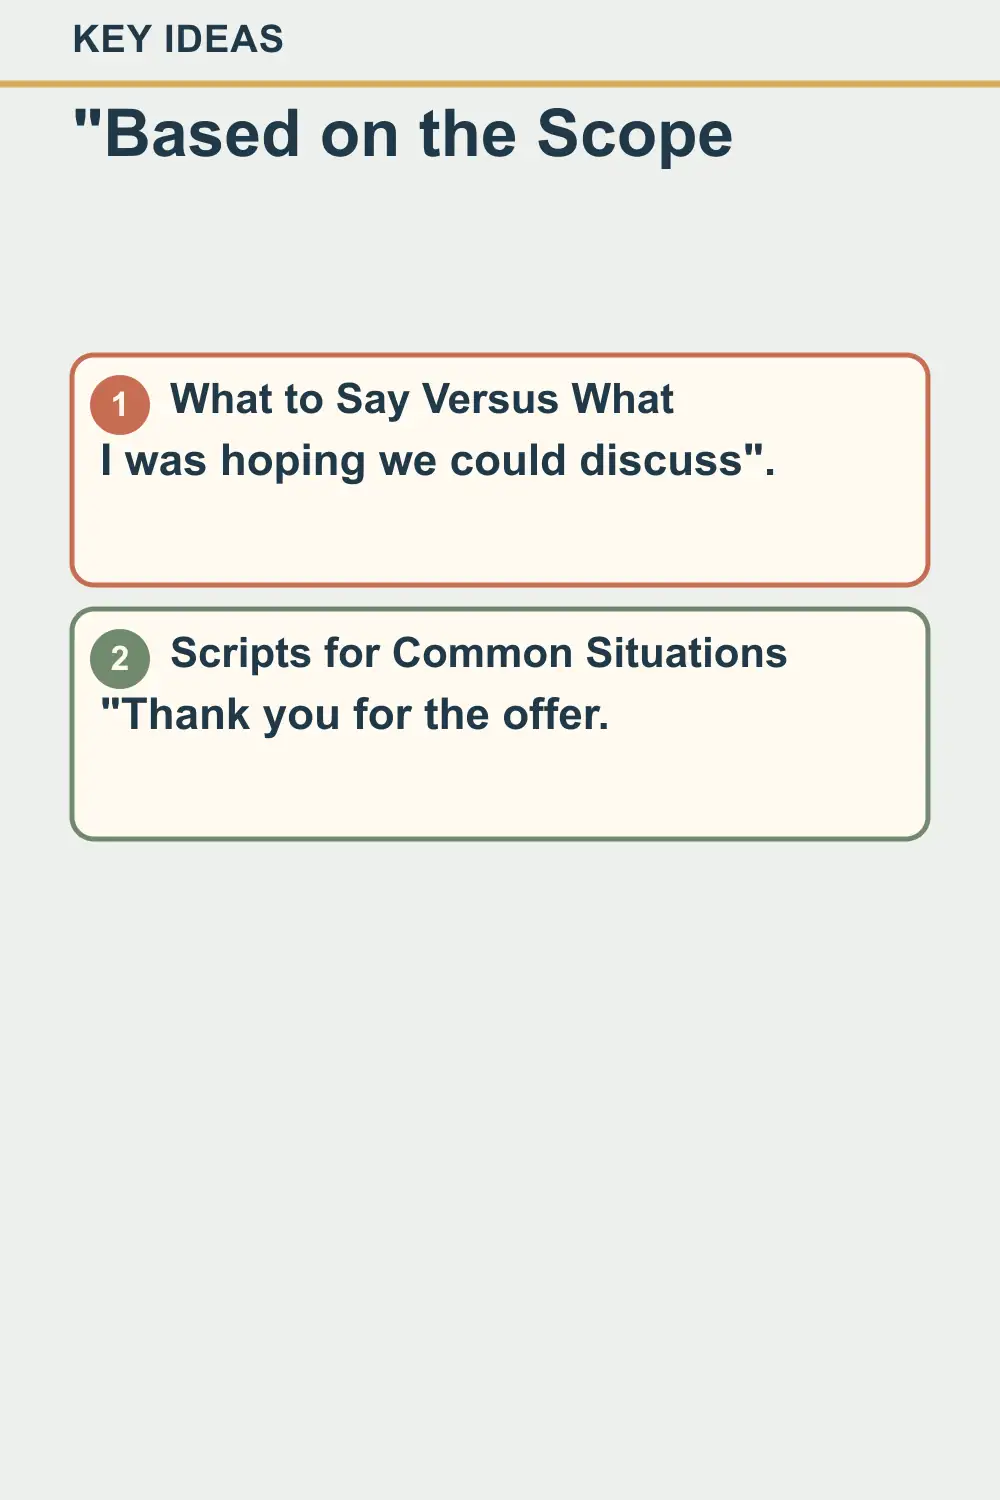 KEY IDEAS
"Based on the Scope
1 What to Say Versus What
I was hoping we could discuss".
2 Scripts for Common Situations
"Thank you for the offer.